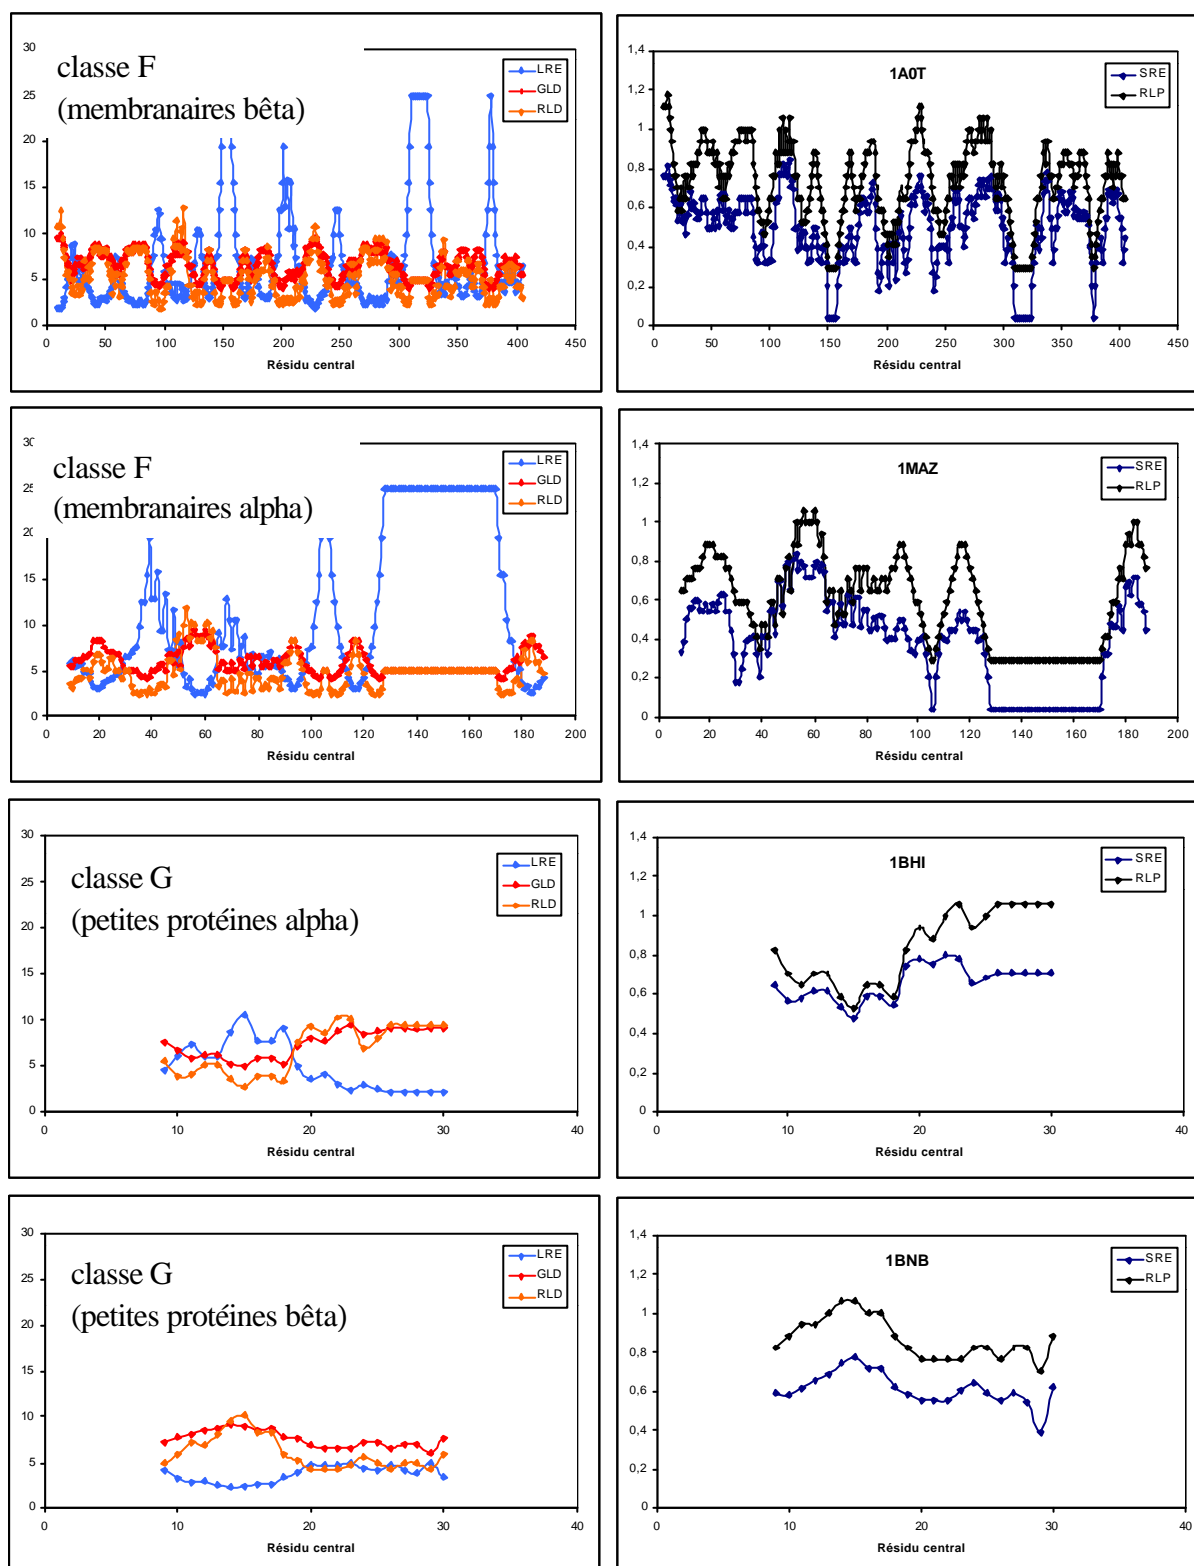 classe F
(membranaires bêta)
30
25
20
15
10
5
0
LRE
GLD
RLD
0 50 100 150 200 250 300 350 400 450
Résidu central
1A0T
1,4
1,2
1
0,8
0,6
0,4
0,2
0
SRE
RLP
0 50 100 150 200 250 300 350 400 450
Résidu central
classe F
(membranaires alpha)
20
15
10
5
0
LRE
GLD
RLD
0 20 40 60 80 100 120 140 160 180 200
Résidu central
1MAZ
1,4
1,2
1
0,8
0,6
0,4
0,2
0
SRE
RLP
0 20 40 60 80 100 120 140 160 180 200
Résidu central
classe G
(petites protéines alpha)
30
25
20
15
10
5
0
LRE
GLD
RLD
0 10 20 30 40
Résidu central
1BHI
1,4
1,2
1
0,8
0,6
0,4
0,2
0
SRE
RLP
0 10 20 30 40
Résidu central
classe G
(petites protéines bêta)
30
25
20
15
10
5
0
LRE
GLD
RLD
0 10 20 30 40
Résidu central
1BNB
1,4
1,2
1
0,8
0,6
0,4
0,2
0
SRE
RLP
0 10 20 30 40
Résidu central